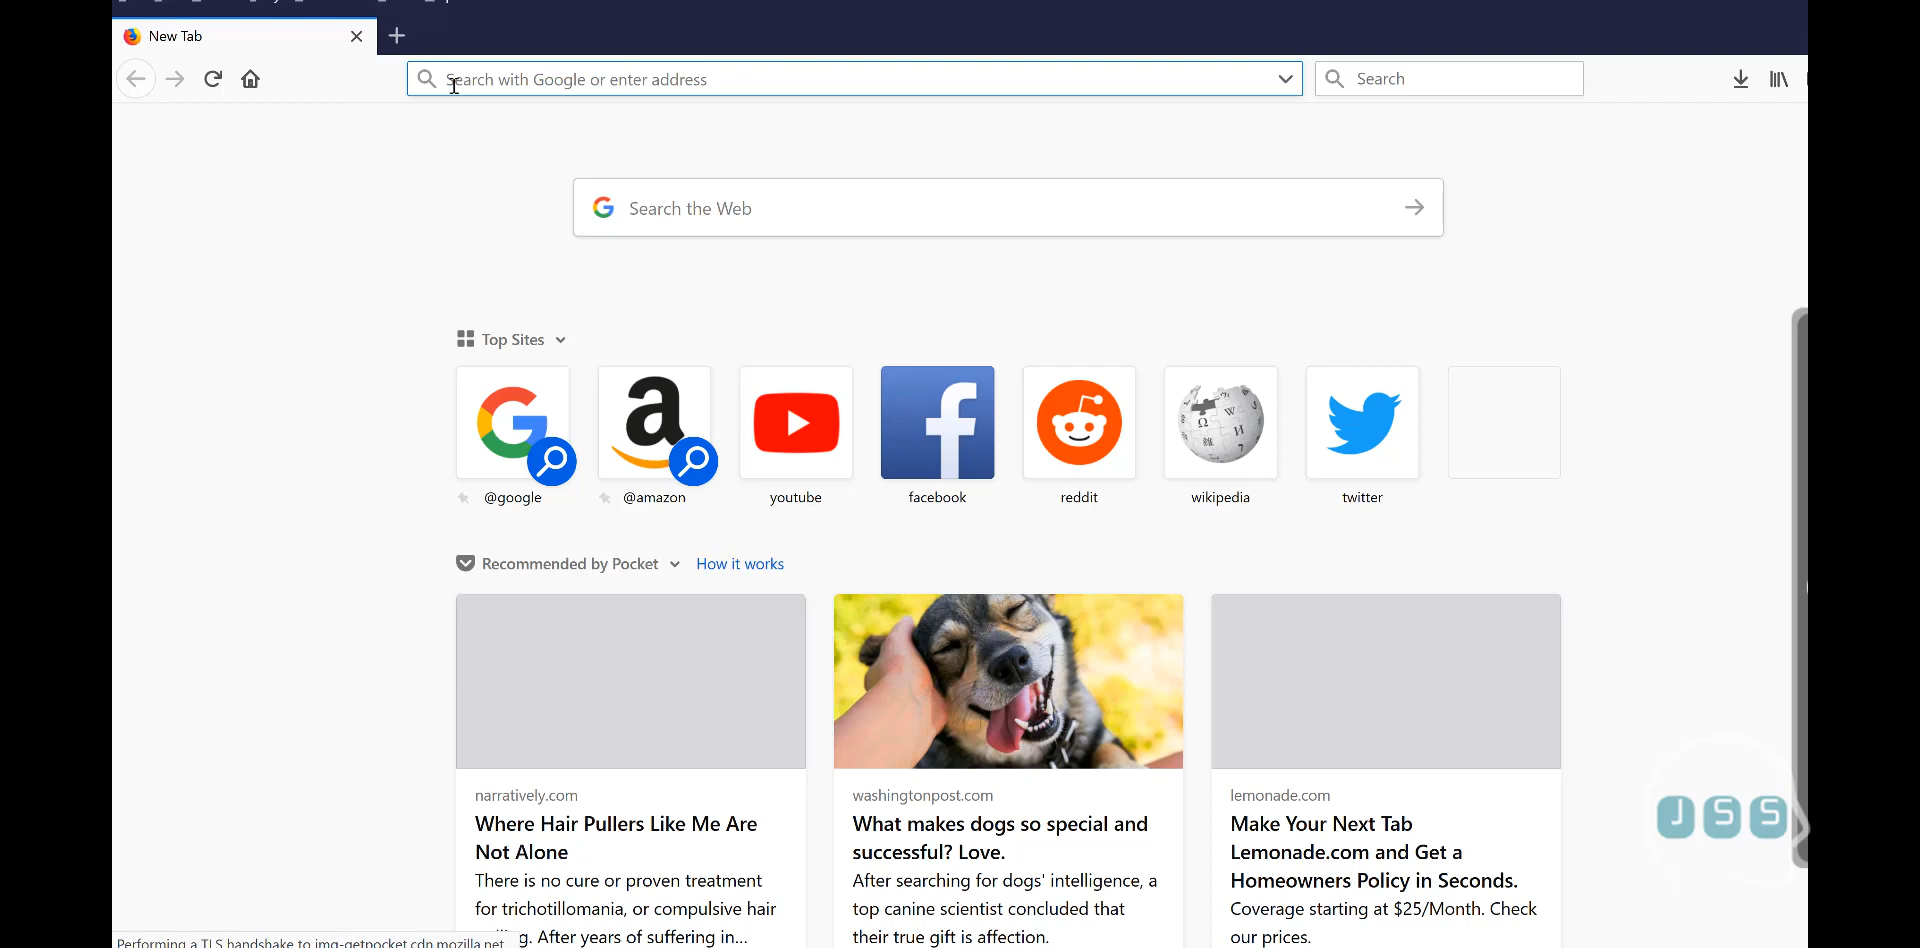 New Tab
Search with Google or enter address
Search
Search the Web
Top Sites
@google
@amazon
youtube
facebook
reddit
wikipedia
twitter
Recommended by Pocket
How it works
narratively.com
Where Hair Pullers Like Me Are
Not Alone
There is no cure or proven treatment
for trichotillomania, or compulsive hair
g. After years of suffering in...
washingtonpost.com
What makes dogs so special and
successful? Love.
After searching for dogs' intelligence, a
top canine scientist concluded that
their true gift is affection.
lemonade.com
Make Your Next Tab
Lemonade.com and Get a
Homeowners Policy in Seconds.
Coverage starting at $25/Month. Check
our prices.
JSS
Performing a TLS handshake to img-getpocket.cdn.mozilla.net